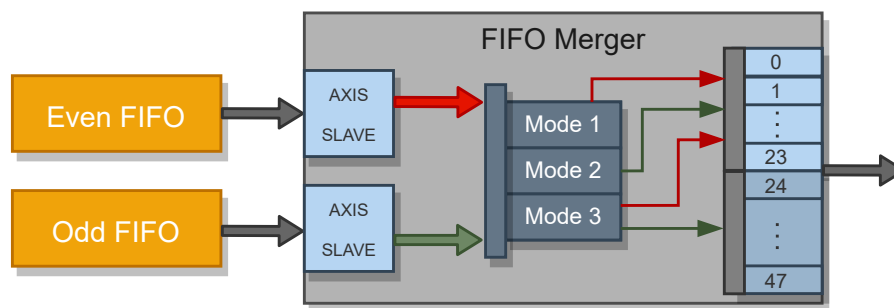 FIFO Merger
Even FIFO
AXIS
SLAVE
Odd FIFO
AXIS
SLAVE
Mode 1
Mode 2
Mode 3
0
1
⋮
23
24
⋮
47